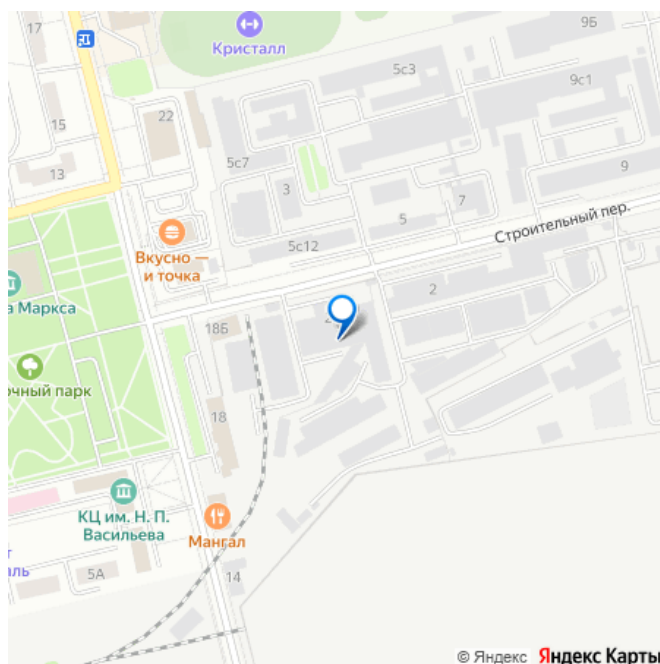 17
Кристалл
9Б
5с3
9с1
22
15
5с7
13
3
9
7
5
Строительный пер.
5с12
Вкусно —
и точка
2
а Маркса
18Б
очный парк
18
КЦ им. Н. П.
Васильева
Мангал
т
аль
5А
14
© Яндекс Яндекс Карты